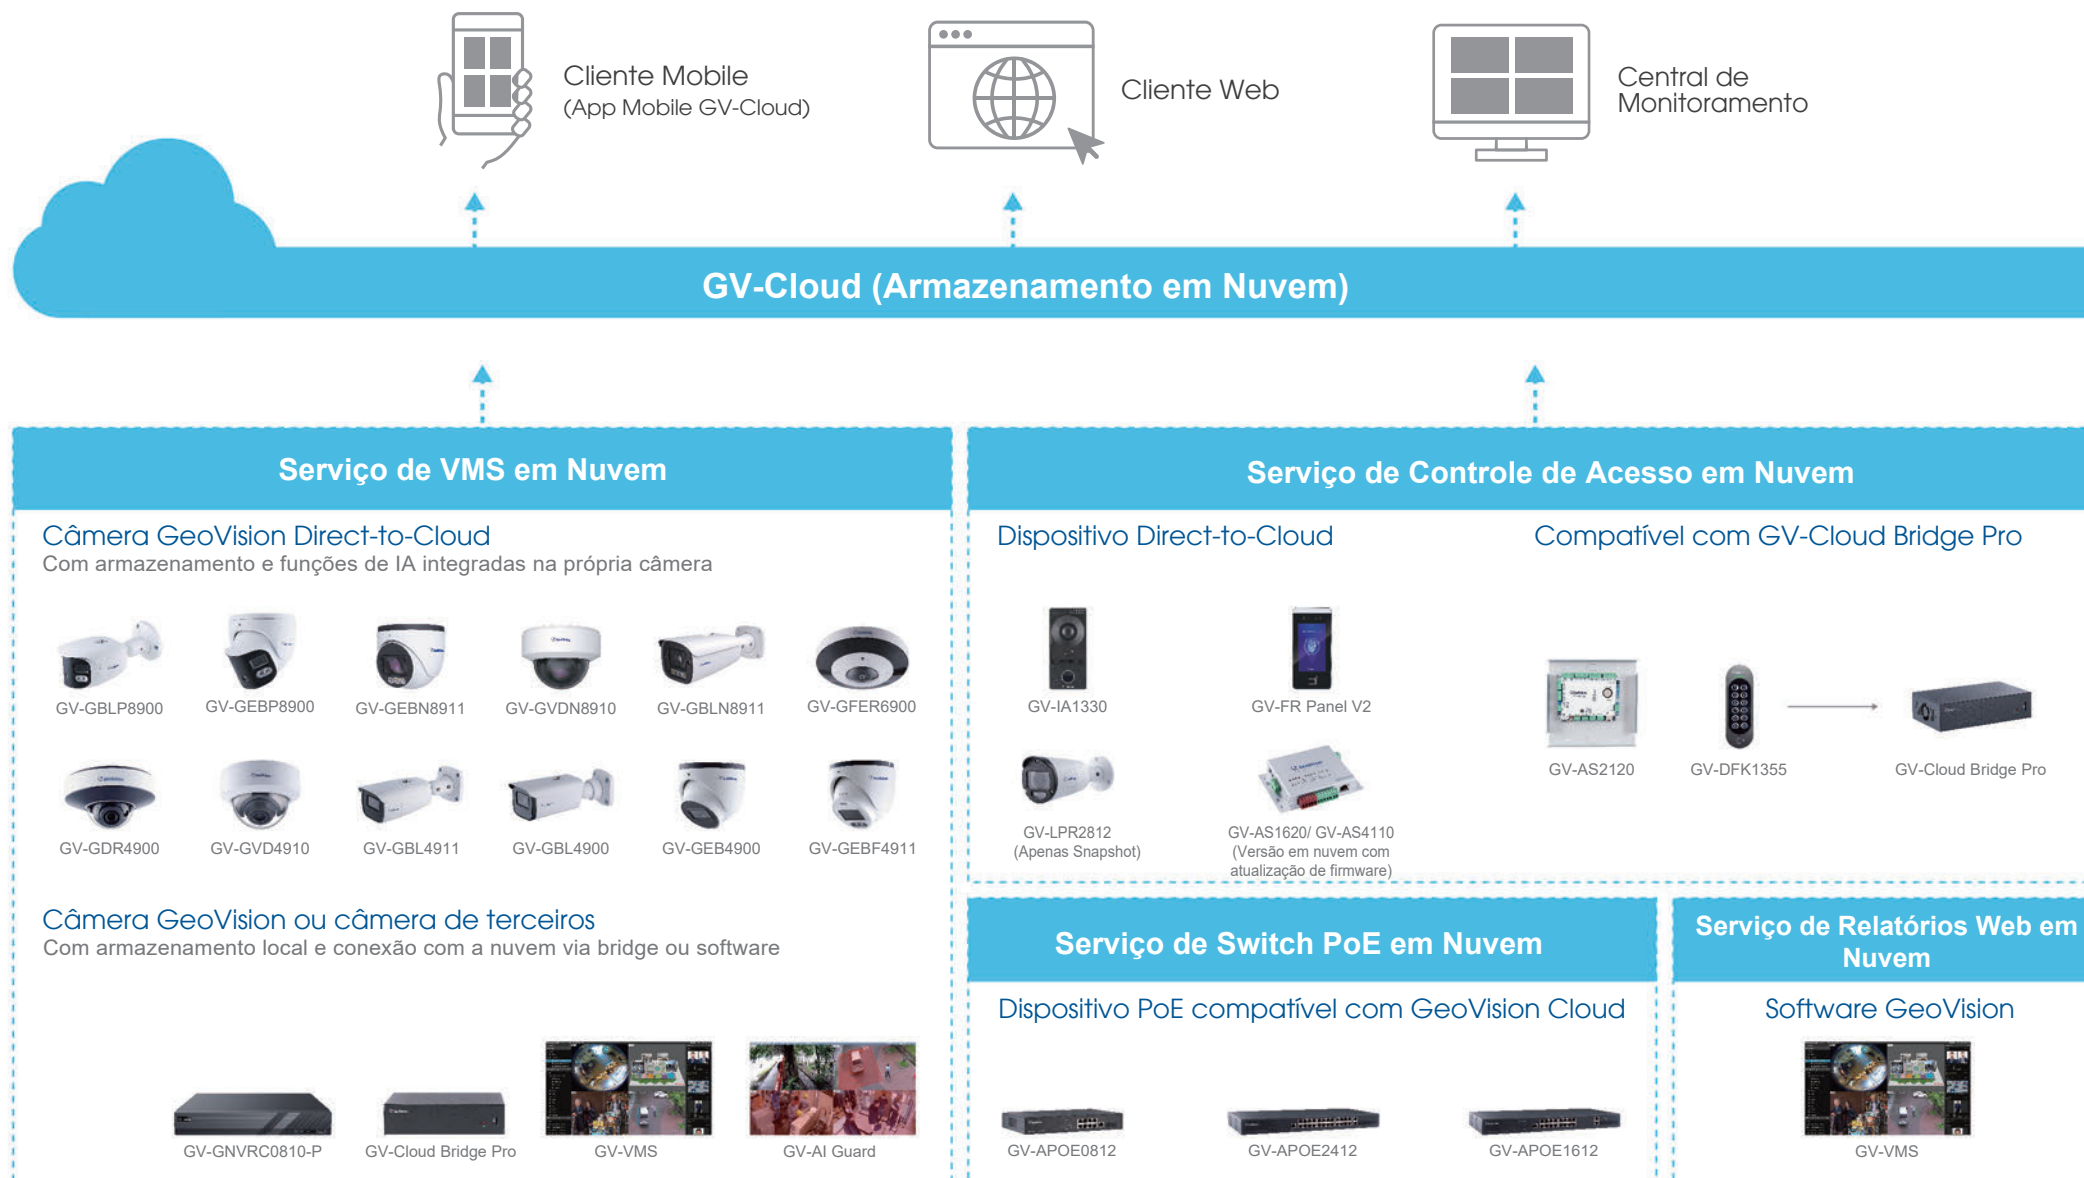 Cliente Mobile
(App Mobile GV-Cloud)
Cliente Web
Central de
Monitoramento
GV-Cloud (Armazenamento em Nuvem)
Serviço de VMS em Nuvem
Câmera GeoVision Direct-to-Cloud
Com armazenamento e funções de IA integradas na própria câmera
GV-GBLP8900
GV-GEBP8900
GV-GEBN8911
GV-GVDN8910
GV-GBLN8911
GV-GFER6900
GV-GDR4900
GV-GVD4910
GV-GBL4911
GV-GBL4900
GV-GEB4900
GV-GEBF4911
Câmera GeoVision ou câmera de terceiros
Com armazenamento local e conexão com a nuvem via bridge ou software
GV-GNVRC0810-P
GV-Cloud Bridge Pro
GV-VMS
GV-AI Guard
Serviço de Controle de Acesso em Nuvem
Dispositivo Direct-to-Cloud
GV-IA1330
GV-FR Panel V2
GV-LPR2812
(Apenas Snapshot)
GV-AS1620/ GV-AS4110
(Versão em nuvem com
atualização de firmware)
Compatível com GV-Cloud Bridge Pro
GV-AS2120
GV-DFK1355
GV-Cloud Bridge Pro
Serviço de Switch PoE em Nuvem
Dispositivo PoE compatível com GeoVision Cloud
GV-APOE0812
GV-APOE2412
GV-APOE1612
Serviço de Relatórios Web em
Nuvem
Software GeoVision
GV-VMS